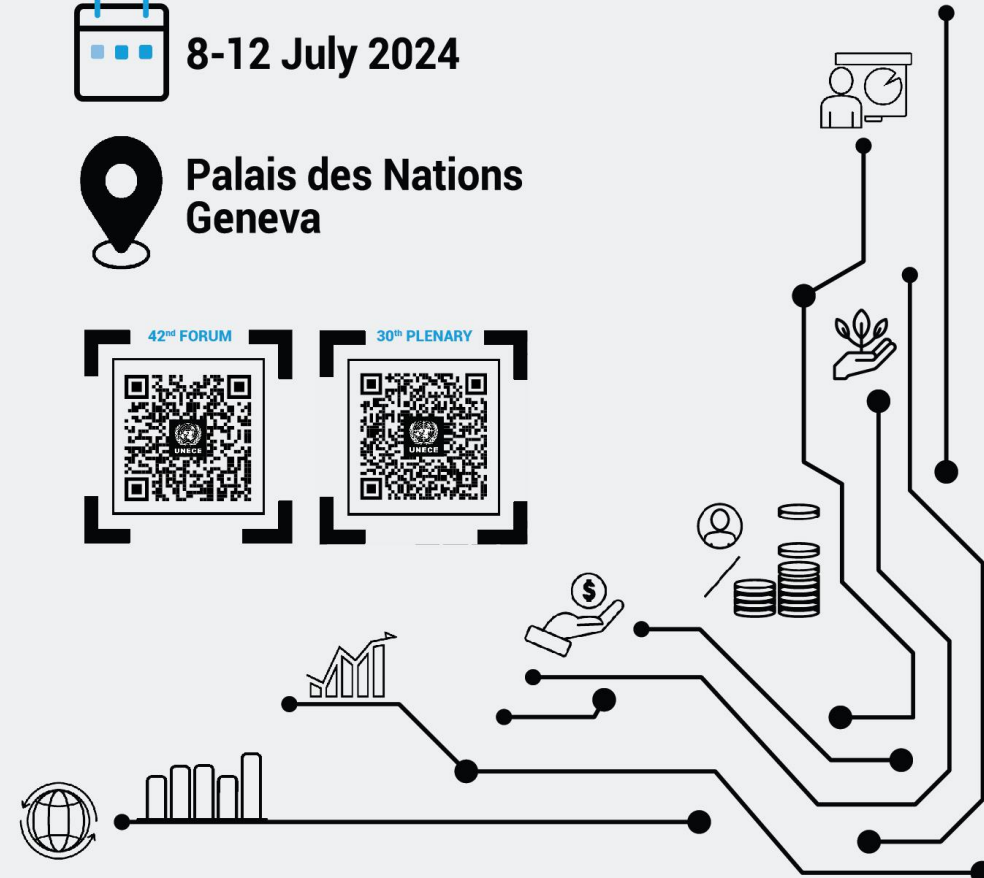 8-12 July 2024
Palais des Nations
Geneva
42nd FORUM
30th PLENARY
UNECE
UNECE
$